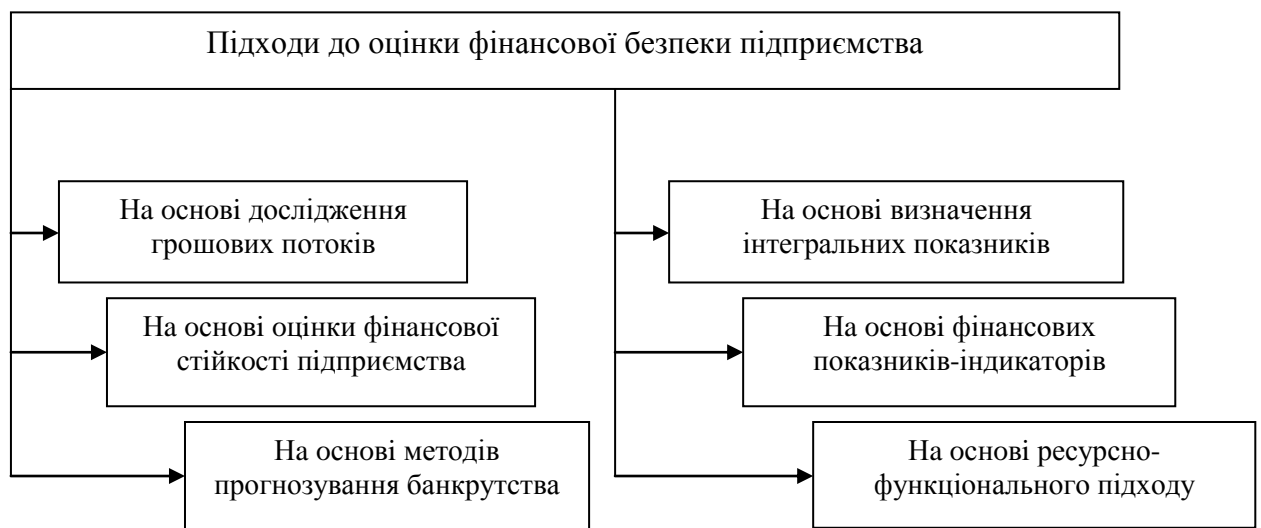 Підходи до оцінки фінансової безпеки підприємства
На основі дослідження
грошових потоків
На основі оцінки фінансової
стійкості підприємства
На основі методів
прогнозування банкрутства
На основі визначення
інтегральних показників
На основі фінансових
показників-індикаторів
На основі ресурсно-
функціонального підходу